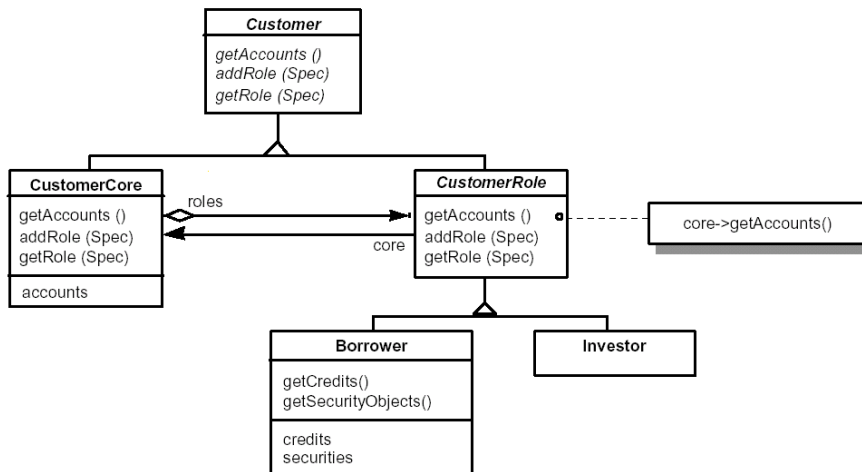 Customer
getAccounts ()
addRole (Spec)
getRole (Spec)
CustomerCore
getAccounts ()
addRole (Spec)
getRole (Spec)
accounts
roles
core
CustomerRole
getAccounts ()
addRole (Spec)
getRole (Spec)
core->getAccounts()
Borrower
getCredits()
getSecurityObjects()
credits
securities
Investor